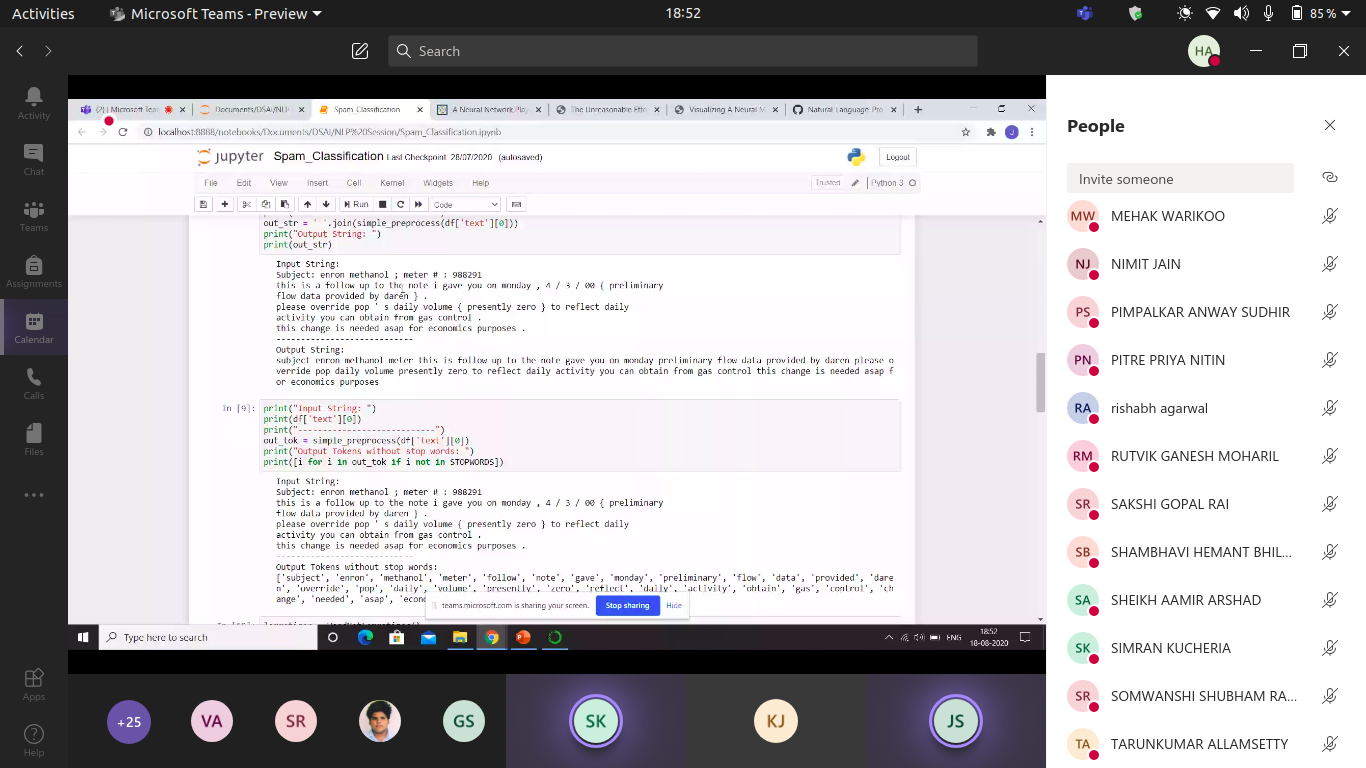 Activities
Microsoft Teams - Preview
18:52
85 %
Search
HA
Activity
Chat
Teams
Assignments
Calendar
Calls
Files
Apps
Help
(2) | Microsoft Tea
Documents/DSAI/NLP
Spam_Classification
A Neural Network Play
The Unreasonable Effe
Visualizing A Neural M
Natural Language Pro
localhost:8888/notebooks/Documents/DSAI/NLP%20Session/Spam_Classification.ipynb
J
jupyter Spam_Classification Last Checkpoint: 28/07/2020 (autosaved)
Logout
File Edit View Insert Cell Kernel Widgets Help
Trusted
Python 3
Run
Code
out_str = ' '.join(simple_preprocess(df['text'][0]))
print("Output String: ")
print(out_str)
Input String:
Subject: enron methanol ; meter # : 988291
this is a follow up to the note i gave you on monday , 4 / 3 / 00 { preliminary
flow data provided by daren } .
please override pop ' s daily volume { presently zero } to reflect daily
activity you can obtain from gas control .
this change is needed asap for economics purposes .
----------------------------
Output String:
subject enron methanol meter this is follow up to the note gave you on monday preliminary flow data provided by daren please o
verride pop daily volume presently zero to reflect daily activity you can obtain from gas control this change is needed asap f
or economics purposes
In [9]:
print("Input String: ")
print(df['text'][0])
print("----------------------------")
out_tok = simple_preprocess(df['text'][0])
print("Output Tokens without stop words: ")
print([i for i in out_tok if i not in STOPWORDS])
Input String:
Subject: enron methanol ; meter # : 988291
this is a follow up to the note i gave you on monday , 4 / 3 / 00 { preliminary
flow data provided by daren } .
please override pop ' s daily volume { presently zero } to reflect daily
activity you can obtain from gas control .
this change is needed asap for economics purposes .
----------------------------
Output Tokens without stop words:
['subject', 'enron', 'methanol', 'meter', 'follow', 'note', 'gave', 'monday', 'preliminary', 'flow', 'data', 'provided', 'dare
n', 'override', 'pop', 'daily', 'volume', 'presently', 'zero', 'reflect', 'daily', 'activity', 'obtain', 'gas', 'control', 'ch
ange', 'needed', 'asap', 'econ
teams.microsoft.com is sharing your screen.
Stop sharing
Hide
Type here to search
ENG
18:52
18-08-2020
+25
VA
SR
GS
SK
KJ
JS
People
Invite someone
MW MEHAK WARIKOO
NJ NIMIT JAIN
PS PIMPALKAR ANWAY SUDHIR
PN PITRE PRIYA NITIN
RA rishabh agarwal
RM RUTVIK GANESH MOHARIL
SR SAKSHI GOPAL RAI
SB SHAMBHAVI HEMANT BHIL...
SA SHEIKH AAMIR ARSHAD
SK SIMRAN KUCHERIA
SR SOMWANSHI SHUBHAM RA...
TA TARUNKUMAR ALLAMSETTY